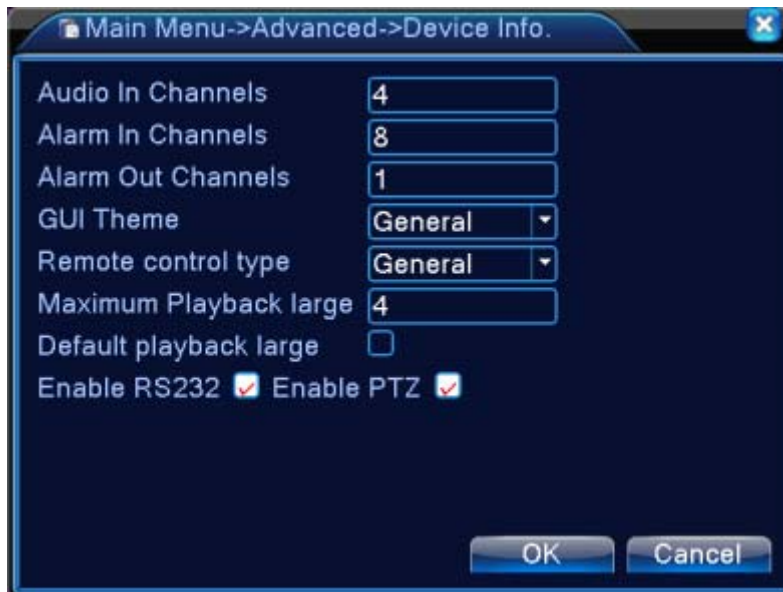 Main Menu->Advanced->Device Info.
Audio In Channels 4
Alarm In Channels 8
Alarm Out Channels 1
GUI Theme General
Remote control type General
Maximum Playback large 4
Default playback large
Enable RS232 Enable PTZ
OK Cancel